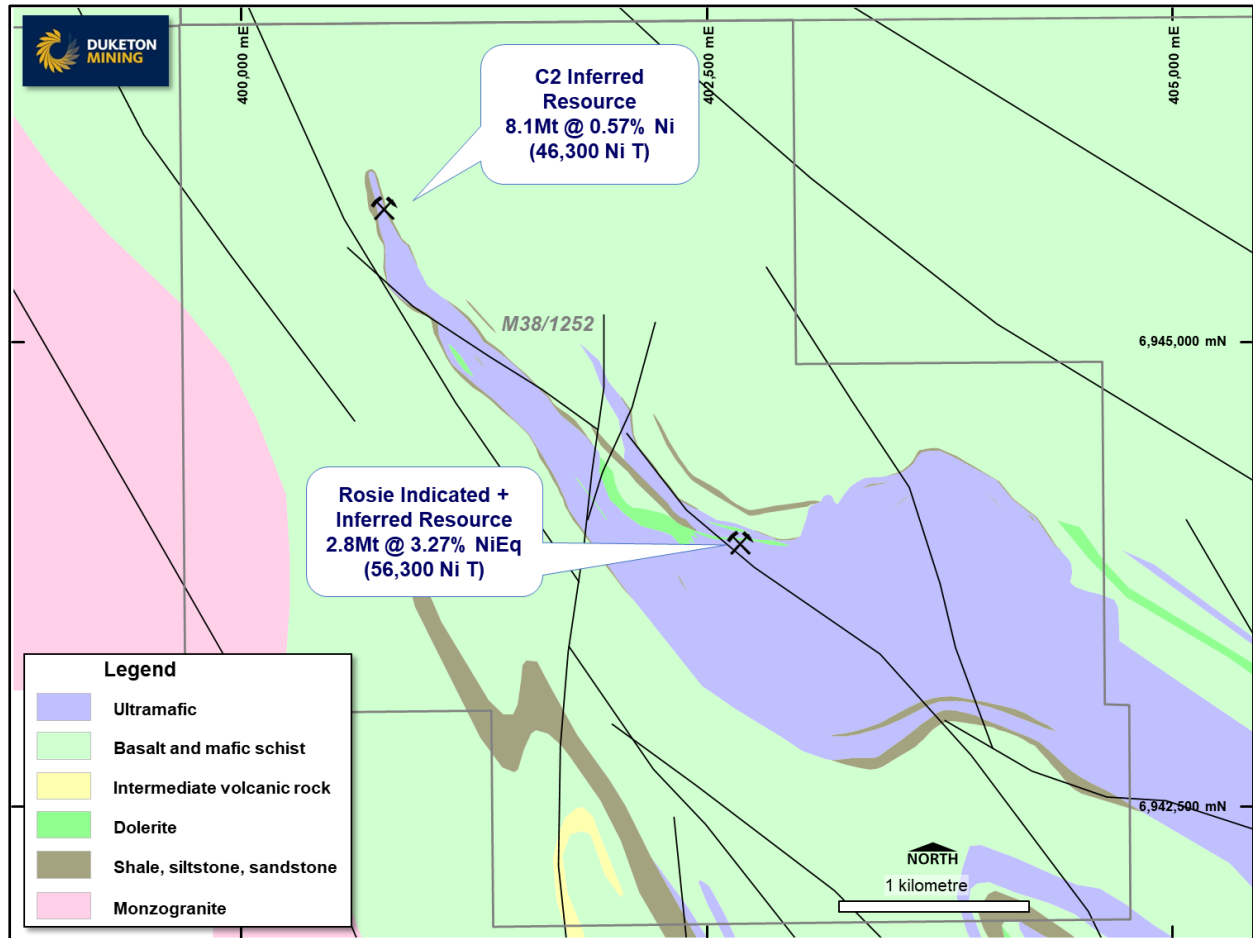 DUKETON
MINING
400,000 mE
402,500 mE
405,000 mE
C2 Inferred
Resource
8.1Mt @ 0.57% Ni
(46,300 Ni T)
M38/1252
6,945,000 mN
Rosie Indicated +
Inferred Resource
2.8Mt @ 3.27% NiEq
(56,300 Ni T)
Legend
Ultramafic
Basalt and mafic schist
Intermediate volcanic rock
Dolerite
Shale, siltstone, sandstone
Monzogranite
6,942,500 mN
NORTH
1 kilometre